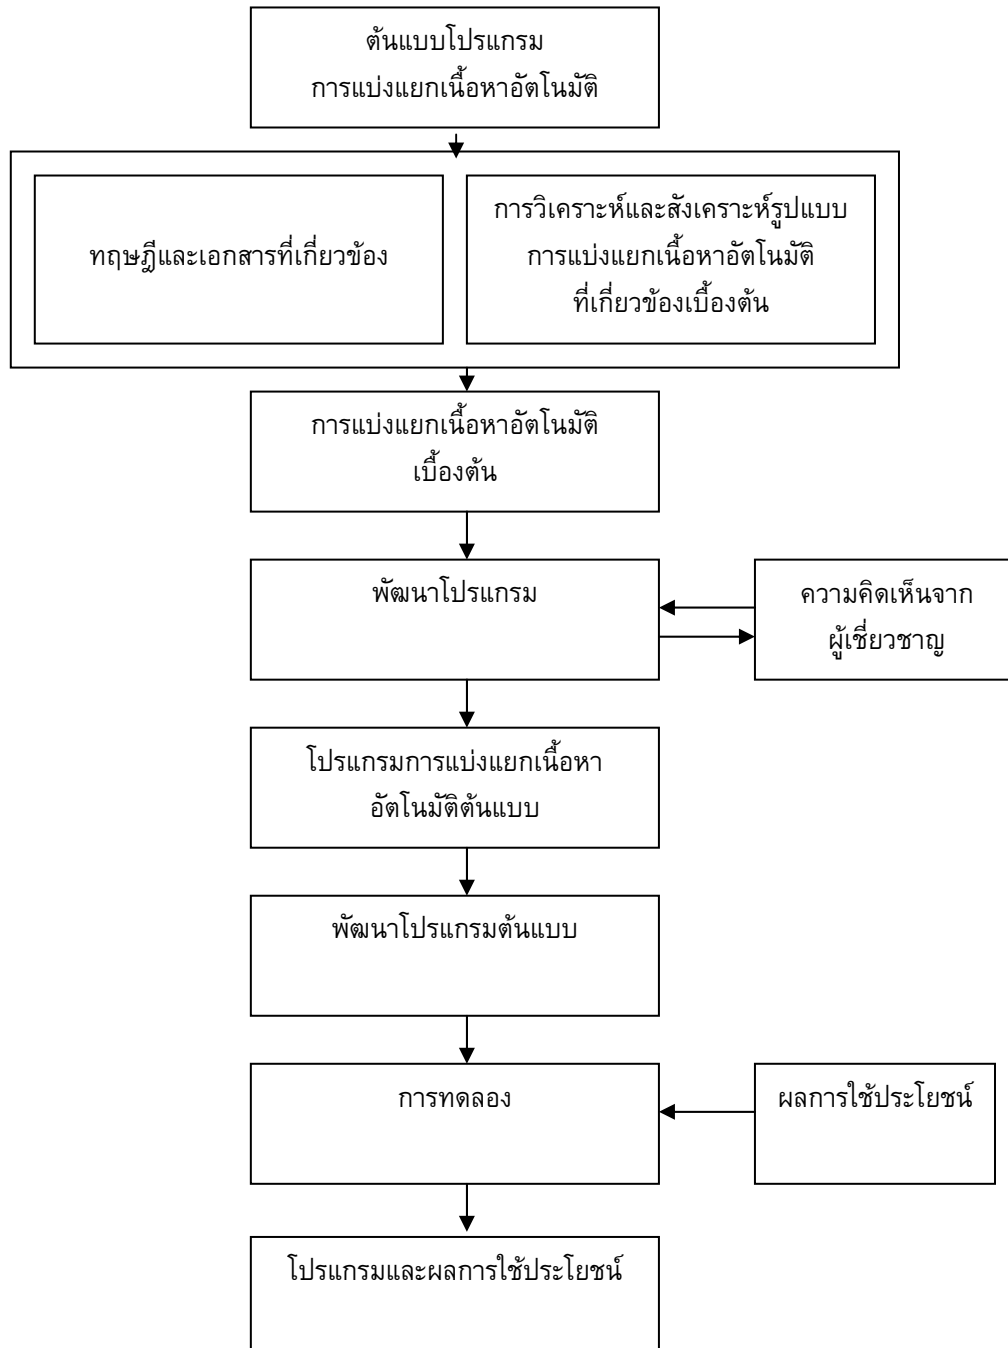 ต้นแบบโปรแกรม
การแบ่งแยกเนื้อหาอัตโนมัติ
ทฤษฎีและเอกสารที่เกี่ยวข้อง
การวิเคราะห์และสังเคราะห์รูปแบบ
การแบ่งแยกเนื้อหาอัตโนมัติ
ที่เกี่ยวข้องเบื้องต้น
การแบ่งแยกเนื้อหาอัตโนมัติ
เบื้องต้น
พัฒนาโปรแกรม
ความคิดเห็นจาก
ผู้เชี่ยวชาญ
โปรแกรมการแบ่งแยกเนื้อหา
อัตโนมัติต้นแบบ
พัฒนาโปรแกรมต้นแบบ
การทดลอง
ผลการใช้ประโยชน์
โปรแกรมและผลการใช้ประโยชน์